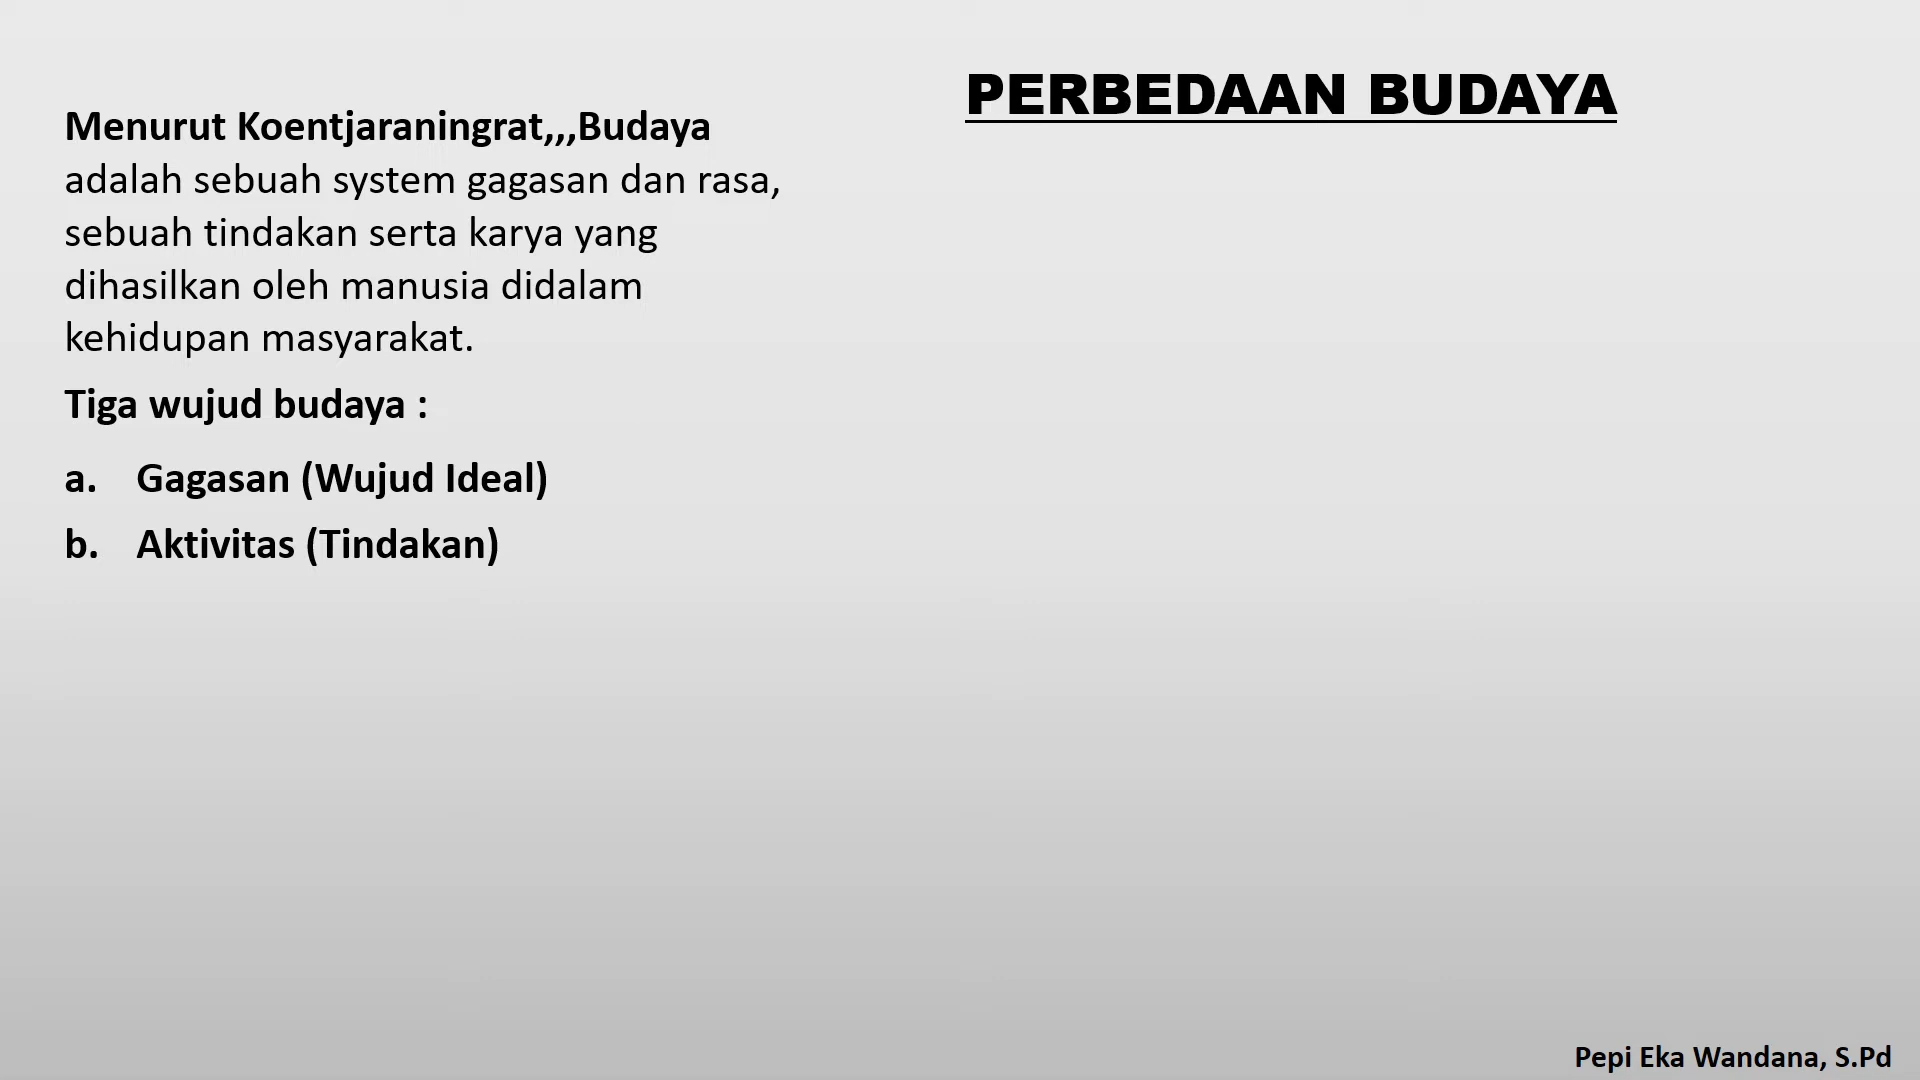 PERBEDAAN BUDAYA
Menurut Koentjaraningrat,,,Budaya
adalah sebuah system gagasan dan rasa,
sebuah tindakan serta karya yang
dihasilkan oleh manusia didalam
kehidupan masyarakat.
Tiga wujud budaya :
a. Gagasan (Wujud Ideal)
b. Aktivitas (Tindakan)
Pepi Eka Wandana, S.Pd